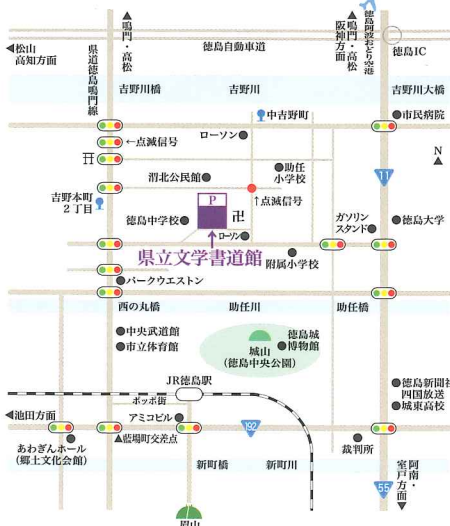 ▲鳴門・高松
▲鳴門・高松
阪神方面
徳島阿波おどり空港
◀松山
高知方面
徳島自動車道
徳島IC
県道徳島鳴門線
吉野川橋
吉野川
吉野川大橋
中吉野町
市民病院
←点滅信号
ローソン
N
渭北公民館
助任
小学校
11
吉野本町
2丁目
P
卍
↑点滅信号
徳島中学校
ローソン
ガソリン
スタンド
徳島大学
県立文学書道館
附属小学校
パークウエストン
西の丸橋
助任川
助任橋
中央武道館
市立体育館
城山
(徳島中央公園)
徳島城
博物館
JR徳島駅
ポッポ街
徳島新聞社
四国放送
城東高校
◀池田方面
アミコビル
192
あわぎんホール
(郷土文化会館)
▲藍場町交差点
裁判所
新町橋
新町川
55
阿南・
室戸方面▼
眉山